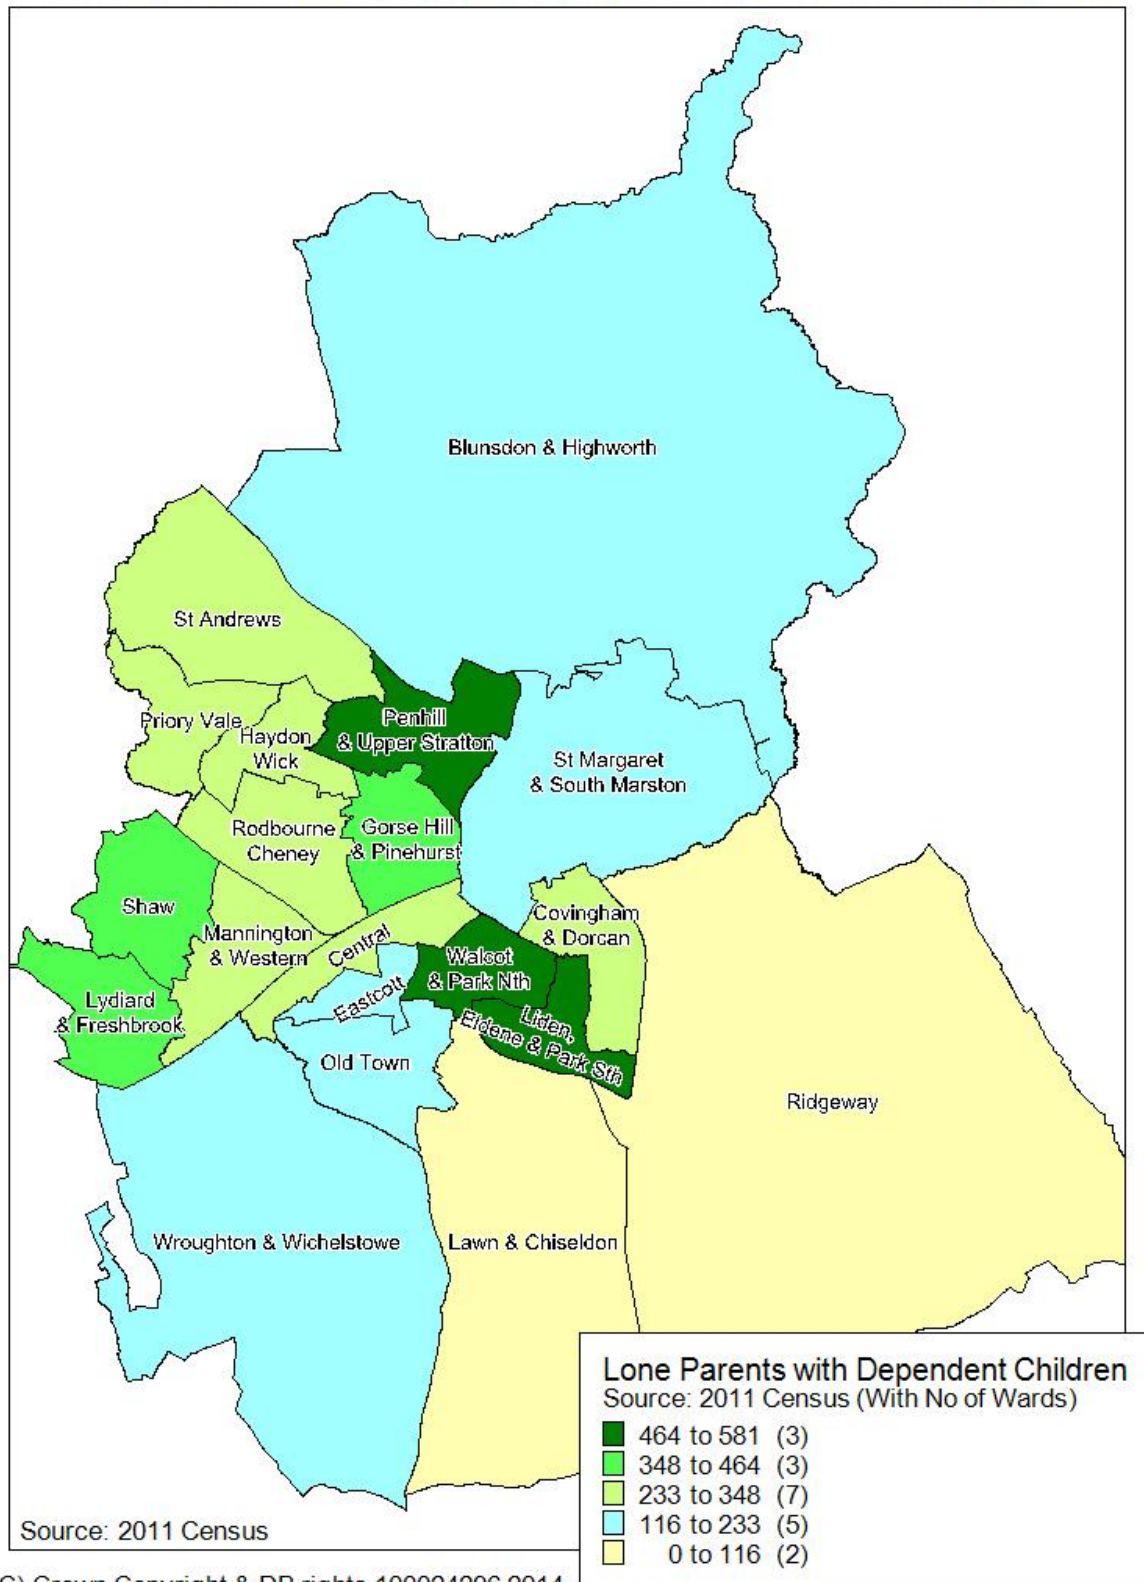 Blunsdon & Highworth
St Andrews
Priory Vale
Haydon
Wick
Penhill
& Upper Stratton
St Margaret
& South Marston
Rodbourne
Cheney
Gorse Hill
& Pinehurst
Shaw
Mannington
& Western
Central
Covingham
& Dorcan
Walcot
& Park Nth
Eastcott
Lydiard
& Freshbrook
Liden,
Eldene & Park Sth
Old Town
Ridgeway
Wroughton & Wichelstowe
Lawn & Chiseldon
Lone Parents with Dependent Children
Source: 2011 Census (With No of Wards)
464 to 581 (3)
348 to 464 (3)
233 to 348 (7)
116 to 233 (5)
0 to 116 (2)
Source: 2011 Census